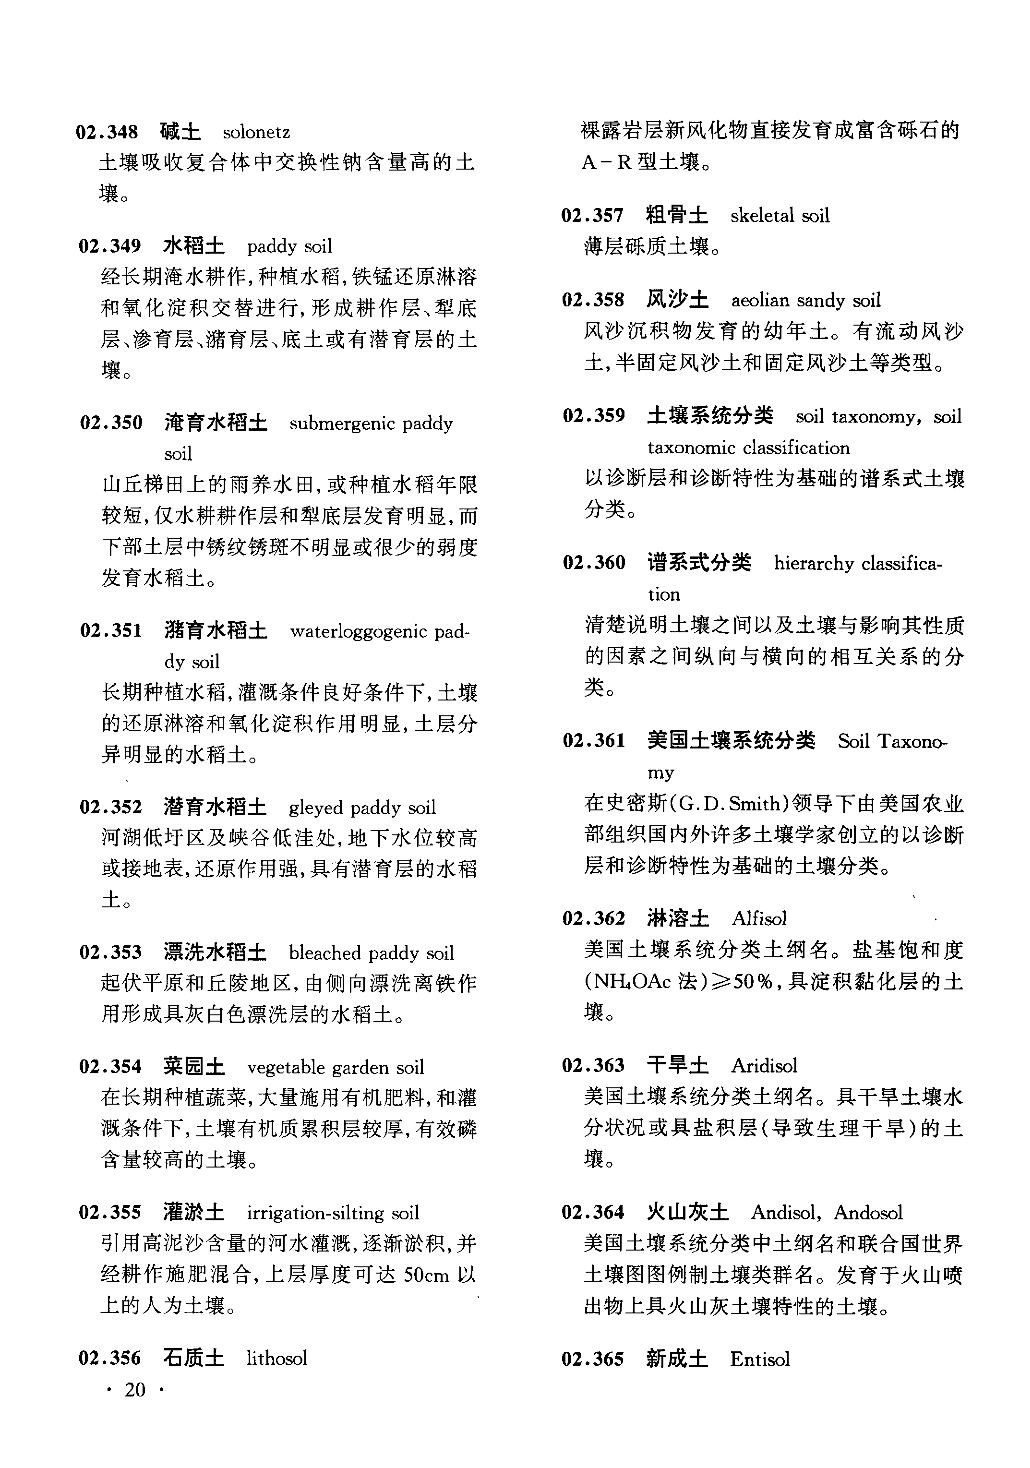 02.348 碱土 solonetz
土壤吸收复合体中交换性钠含量高的土
壤。
02.349 水稻土 paddy soil
经长期淹水耕作,种植水稻,铁锰还原淋溶
和氧化淀积交替进行,形成耕作层、犁底
层、渗育层、潴育层、底土或有潜育层的土
壤。
02.350 淹育水稻土 submergenic paddy
soil
山丘梯田上的雨养水田,或种植水稻年限
较短,仅水耕耕作层和犁底层发育明显,而
下部土层中锈纹锈斑不明显或很少的弱度
发育水稻土。
02.351 潴育水稻土 waterloggogenic pad-
dy soil
长期种植水稻,灌溉条件良好条件下,土壤
的还原淋溶和氧化淀积作用明显,土层分
异明显的水稻土。
02.352 潜育水稻土 gleyed paddy soil
河湖低圩区及峡谷低洼处,地下水位较高
或接地表,还原作用强,具有潜育层的水稻
土。
02.353 漂洗水稻土 bleached paddy soil
起伏平原和丘陵地区,由侧向漂洗离铁作
用形成具灰白色漂洗层的水稻土。
02.354 菜园土 vegetable garden soil
在长期种植蔬菜,大量施用有机肥料,和灌
溉条件下,土壤有机质累积层较厚,有效磷
含量较高的土壤。
02.355 灌淤土 irrigation-silting soil
引用高泥沙含量的河水灌溉,逐渐淤积,并
经耕作施肥混合,上层厚度可达 50cm 以
上的人为土壤。
02.356 石质土 lithosol
· 20 ·
裸露岩层新风化物直接发育成富含砾石的
A-R 型土壤。
02.357 粗骨土 skeletal soil
薄层砾质土壤。
02.358 风沙土 aeolian sandy soil
风沙沉积物发育的幼年土。有流动风沙
土,半固定风沙土和固定风沙土等类型。
02.359 土壤系统分类 soil taxonomy, soil
taxonomic classification
以诊断层和诊断特性为基础的谱系式土壤
分类。
02.360 谱系式分类 hierarchy classifica-
tion
清楚说明土壤之间以及土壤与影响其性质
的因素之间纵向与横向的相互关系的分
类。
02.361 美国土壤系统分类 Soil Taxono-
my
在史密斯(G.D.Smith)领导下由美国农业
部组织国内外许多土壤学家创立的以诊断
层和诊断特性为基础的土壤分类。
02.362 淋溶土 Alfisol
美国土壤系统分类土纲名。盐基饱和度
(NH₄OAc 法)≥50%,具淀积黏化层的土
壤。
02.363 干旱土 Aridisol
美国土壤系统分类土纲名。具干旱土壤水
分状况或具盐积层(导致生理干旱)的土
壤。
02.364 火山灰土 Andisol, Andosol
美国土壤系统分类中土纲名和联合国世界
土壤图图例制土壤类群名。发育于火山喷
出物上具火山灰土壤特性的土壤。
02.365 新成土 Entisol